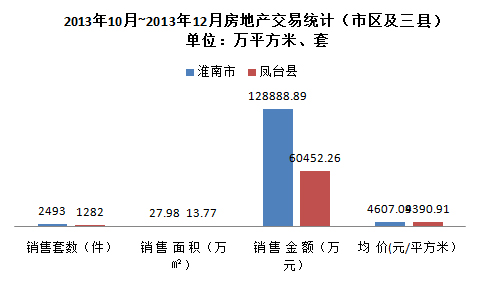 2013年10月~2013年12月房地产交易统计（市区及三县）
单位：万平方米、套
淮南市 凤台县
128888.89
60452.26
2493 1282 27.98 13.77 4607.09 4390.91
销售套数（件） 销售面积（万㎡） 销售金额（万元） 均价(元/平方米）